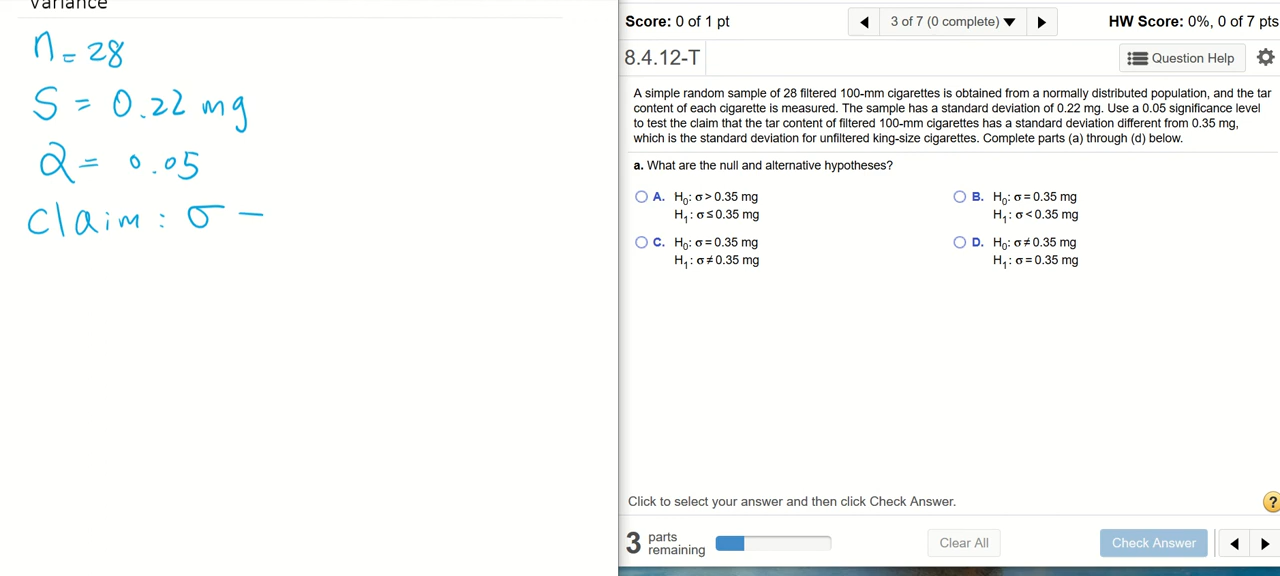 Variance
n = 28
S = 0.22 mg
α = 0.05
Claim : σ –
Score: 0 of 1 pt
3 of 7 (0 complete)
HW Score: 0%, 0 of 7 pts
8.4.12-T
Question Help
A simple random sample of 28 filtered 100-mm cigarettes is obtained from a normally distributed population, and the tar
content of each cigarette is measured. The sample has a standard deviation of 0.22 mg. Use a 0.05 significance level
to test the claim that the tar content of filtered 100-mm cigarettes has a standard deviation different from 0.35 mg,
which is the standard deviation for unfiltered king-size cigarettes. Complete parts (a) through (d) below.
a. What are the null and alternative hypotheses?
A. H₀: σ > 0.35 mg
H₁: σ ≤ 0.35 mg
B. H₀: σ = 0.35 mg
H₁: σ < 0.35 mg
C. H₀: σ = 0.35 mg
H₁: σ ≠ 0.35 mg
D. H₀: σ ≠ 0.35 mg
H₁: σ = 0.35 mg
Click to select your answer and then click Check Answer.
?
3 parts
remaining
Clear All
Check Answer